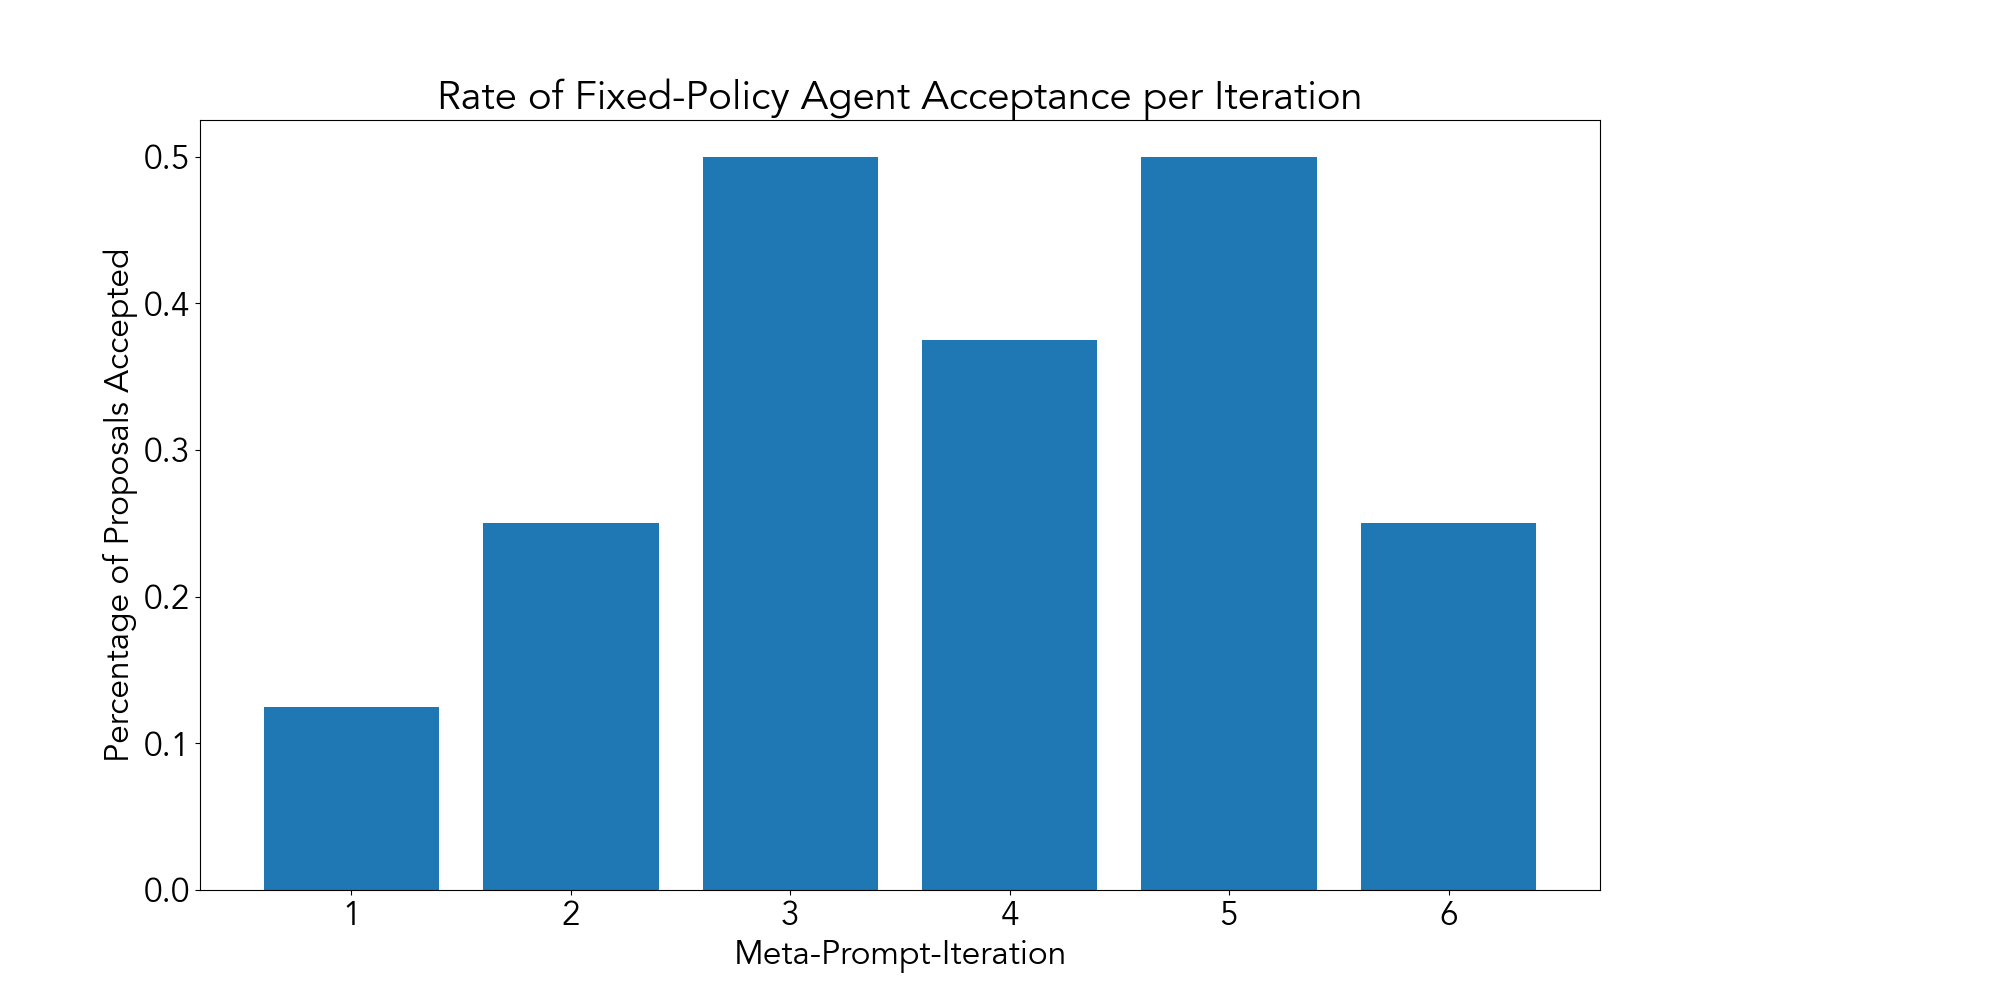 Rate of Fixed-Policy Agent Acceptance per Iteration
Percentage of Proposals Accepted
0.5
0.4
0.3
0.2
0.1
0.0
1 2 3 4 5 6
Meta-Prompt-Iteration